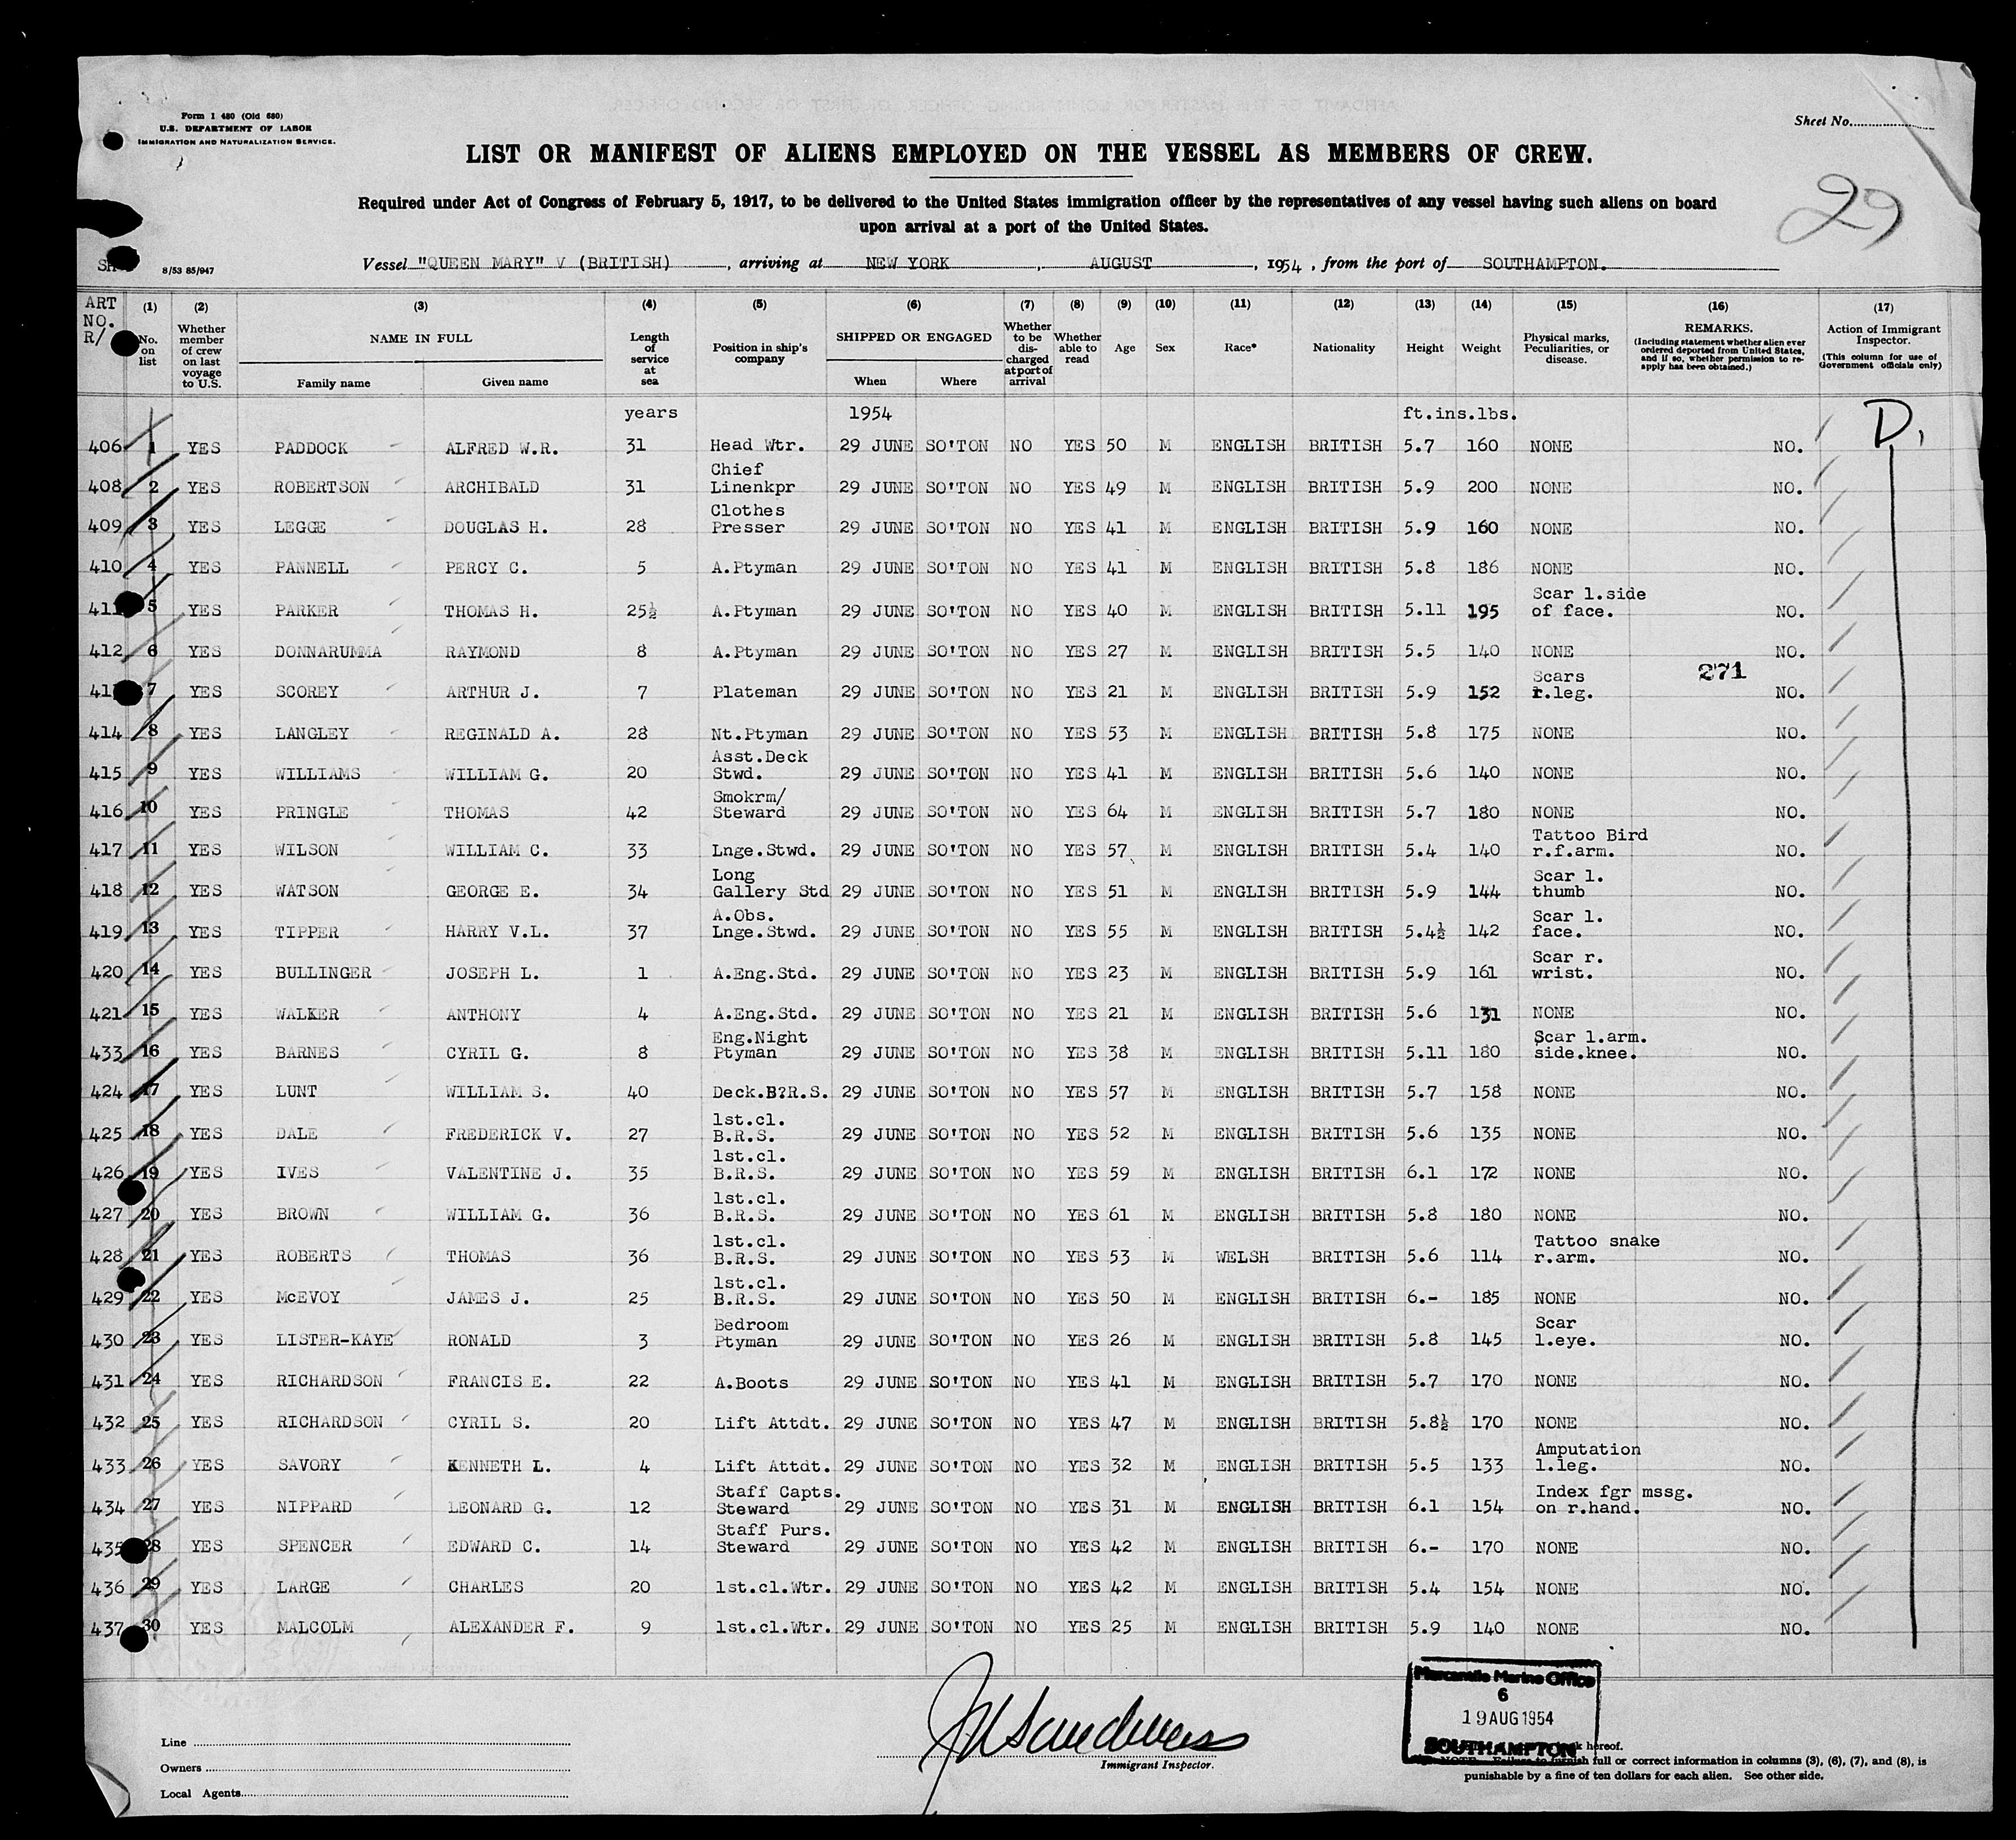 Form I 480 (Old 680)
U.S. DEPARTMENT OF LABOR
IMMIGRATION AND NATURALIZATION SERVICE.
Sheet No.
LIST OR MANIFEST OF ALIENS EMPLOYED ON THE VESSEL AS MEMBERS OF CREW.
Required under Act of Congress of February 5, 1917, to be delivered to the United States immigration officer by the representatives of any vessel having such aliens on board
upon arrival at a port of the United States.
29
8/53 85/947
Vessel "QUEEN MARY" V (BRITISH), arriving at NEW YORK, AUGUST, 1954, from the port of SOUTHAMPTON.
ART NO. R/ (1) No. on list (2) Whether member of crew on last voyage to U.S. (3) NAME IN FULL Family name Given name (4) Length of service at sea (5) Position in ship's company (6) SHIPPED OR ENGAGED When Where (7) Whether to be discharged at port of arrival (8) Whether able to read (9) Age (10) Sex (11) Race* (12) Nationality (13) Height (14) Weight (15) Physical marks, Peculiarities, or disease. (16) REMARKS. (Including statement whether alien ever ordered deported from United States, and if so, whether permission to re-apply has been obtained.) (17) Action of Immigrant Inspector. (This column for use of Government officials only)
years 1954 ft.ins.lbs.
D.
406 1 YES PADDOCK ALFRED W.R. 31 Head Wtr. 29 JUNE SO'TON NO YES 50 M ENGLISH BRITISH 5.7 160 NONE NO.
408 2 YES ROBERTSON ARCHIBALD 31 Chief Linenkpr 29 JUNE SO'TON NO YES 49 M ENGLISH BRITISH 5.9 200 NONE NO.
409 3 YES LEGGE DOUGLAS H. 28 Clothes Presser 29 JUNE SO'TON NO YES 41 M ENGLISH BRITISH 5.9 160 NONE NO.
410 4 YES PANNELL PERCY C. 5 A.Ptyman 29 JUNE SO'TON NO YES 41 M ENGLISH BRITISH 5.8 186 NONE NO.
411 5 YES PARKER THOMAS H. 25½ A.Ptyman 29 JUNE SO'TON NO YES 40 M ENGLISH BRITISH 5.11 195 Scar l.side of face. NO.
412 6 YES DONNARUMMA RAYMOND 8 A.Ptyman 29 JUNE SO'TON NO YES 27 M ENGLISH BRITISH 5.5 140 NONE NO.
271
7 YES SCOREY ARTHUR J. 7 Plateman 29 JUNE SO'TON NO YES 21 M ENGLISH BRITISH 5.9 152 Scars r.leg. NO.
414 8 YES LANGLEY REGINALD A. 28 Nt.Ptyman 29 JUNE SO'TON NO YES 53 M ENGLISH BRITISH 5.8 175 NONE NO.
415 9 YES WILLIAMS WILLIAM G. 20 Asst.Deck Stwd. 29 JUNE SO'TON NO YES 41 M ENGLISH BRITISH 5.6 140 NONE NO.
416 10 YES PRINGLE THOMAS 42 Smokrm/ Steward 29 JUNE SO'TON NO YES 64 M ENGLISH BRITISH 5.7 180 NONE NO.
417 11 YES WILSON WILLIAM C. 33 Lnge.Stwd. 29 JUNE SO'TON NO YES 57 M ENGLISH BRITISH 5.4 140 Tattoo Bird r.f.arm. NO.
418 12 YES WATSON GEORGE E. 34 Long Gallery Std 29 JUNE SO'TON NO YES 51 M ENGLISH BRITISH 5.9 144 Scar l. thumb NO.
419 13 YES TIPPER HARRY V.L. 37 A.Obs. Lnge.Stwd. 29 JUNE SO'TON NO YES 55 M ENGLISH BRITISH 5.4½ 142 Scar l. face. NO.
420 14 YES BULLINGER JOSEPH L. 1 A.Eng.Std. 29 JUNE SO'TON NO YES 23 M ENGLISH BRITISH 5.9 161 Scar r. wrist. NO.
421 15 YES WALKER ANTHONY 4 A.Eng.Std. 29 JUNE SO'TON NO YES 21 M ENGLISH BRITISH 5.6 131 NONE NO.
433 16 YES BARNES CYRIL G. 8 Eng.Night Ptyman 29 JUNE SO'TON NO YES 38 M ENGLISH BRITISH 5.11 180 Scar l.arm. side.knee. NO.
424 17 YES LUNT WILLIAM S. 40 Deck.B?R.S. 29 JUNE SO'TON NO YES 57 M ENGLISH BRITISH 5.7 158 NONE NO.
425 18 YES DALE FREDERICK V. 27 1st.cl. B.R.S. 29 JUNE SO'TON NO YES 52 M ENGLISH BRITISH 5.6 135 NONE NO.
426 19 YES IVES VALENTINE J. 35 1st.cl. B.R.S. 29 JUNE SO'TON NO YES 59 M ENGLISH BRITISH 6.1 172 NONE NO.
427 20 YES BROWN WILLIAM G. 36 1st.cl. B.R.S. 29 JUNE SO'TON NO YES 61 M ENGLISH BRITISH 5.8 180 NONE NO.
428 21 YES ROBERTS THOMAS 36 1st.cl. B.R.S. 29 JUNE SO'TON NO YES 53 M WELSH BRITISH 5.6 114 Tattoo snake r.arm. NO.
429 22 YES McEVOY JAMES J. 25 1st.cl. B.R.S. 29 JUNE SO'TON NO YES 50 M ENGLISH BRITISH 6.- 185 NONE NO.
430 23 YES LISTER-KAYE RONALD 3 Bedroom Ptyman 29 JUNE SO'TON NO YES 26 M ENGLISH BRITISH 5.8 145 Scar l.eye. NO.
431 24 YES RICHARDSON FRANCIS E. 22 A.Boots 29 JUNE SO'TON NO YES 41 M ENGLISH BRITISH 5.7 170 NONE NO.
432 25 YES RICHARDSON CYRIL S. 20 Lift Attdt. 29 JUNE SO'TON NO YES 47 M ENGLISH BRITISH 5.8½ 170 NONE NO.
433 26 YES SAVORY KENNETH L. 4 Lift Attdt. 29 JUNE SO'TON NO YES 32 M ENGLISH BRITISH 5.5 133 Amputation l.leg. NO.
434 27 YES NIPPARD LEONARD G. 12 Staff Capts. Steward 29 JUNE SO'TON NO YES 31 M ENGLISH BRITISH 6.1 154 Index fgr mssg. on r.hand. NO.
435 28 YES SPENCER EDWARD C. 14 Staff Purs. Steward 29 JUNE SO'TON NO YES 42 M ENGLISH BRITISH 6.- 170 NONE NO.
436 29 YES LARGE CHARLES 20 1st.cl.Wtr. 29 JUNE SO'TON NO YES 42 M ENGLISH BRITISH 5.4 154 NONE NO.
437 30 YES MALCOLM ALEXANDER F. 9 1st.cl.Wtr. 29 JUNE SO'TON NO YES 25 M ENGLISH BRITISH 5.9 140 NONE NO.
Mercantile Marine Office
6
19 AUG 1954
SOUTHAMPTON
Line
Owners
Local Agents
Immigrant Inspector.
hereof.
full or correct information in columns (3), (6), (7), and (8), is
punishable by a fine of ten dollars for each alien. See other side.